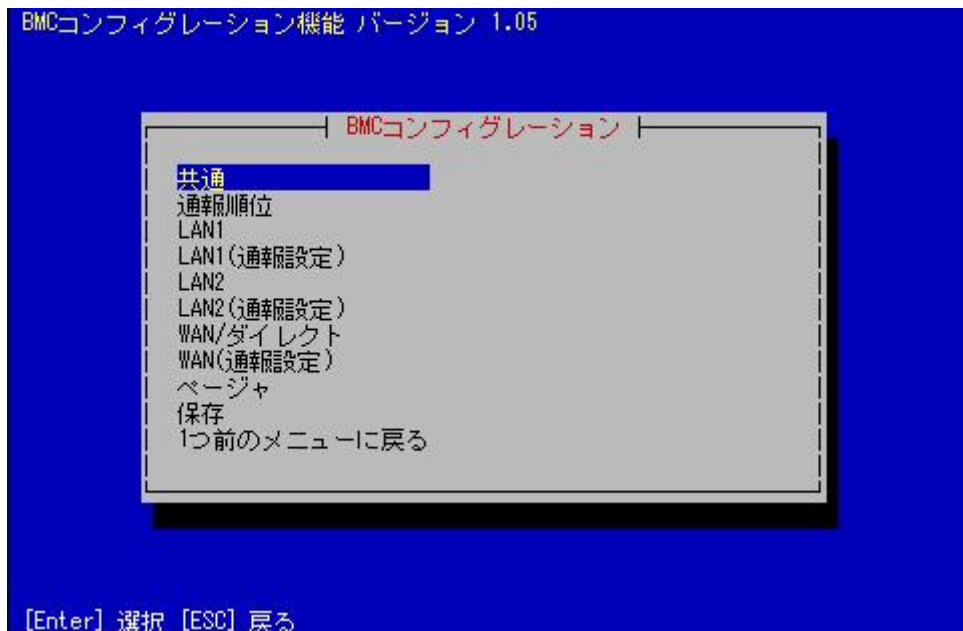 BMCコンフィグレーション機能 バージョン 1.05
BMCコンフィグレーション
共通
通報順位
LAN1
LAN1(通報設定)
LAN2
LAN2(通報設定)
WAN/ダイレクト
WAN(通報設定)
ページャ
保存
1つ前のメニューに戻る
[Enter] 選択 [ESC] 戻る